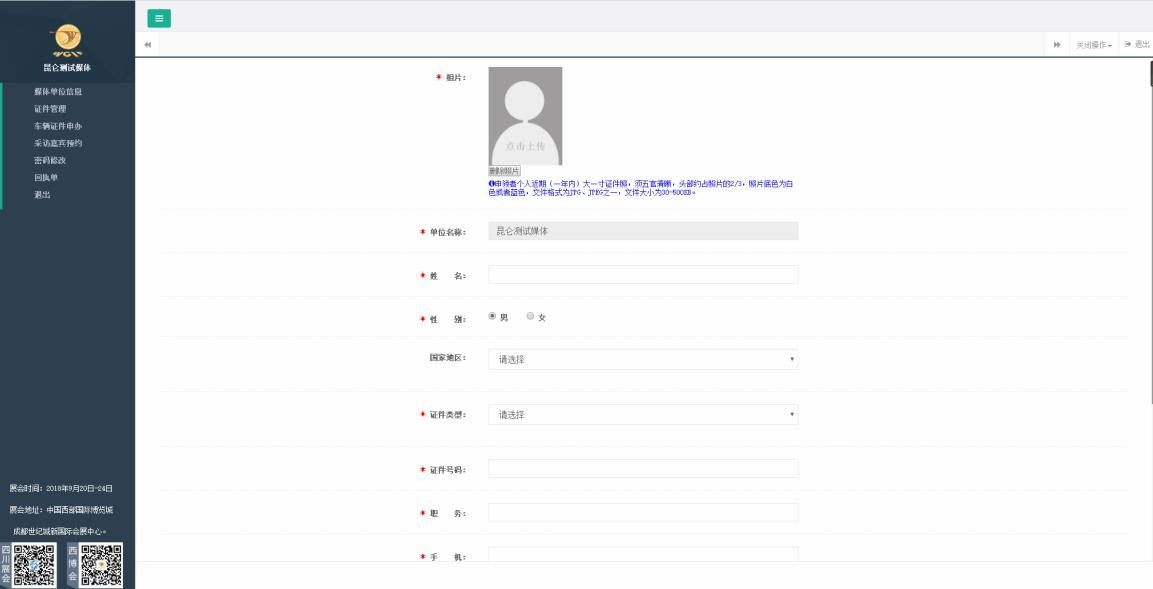 昆仑测试媒体
媒体单位信息
证件管理
车辆证件申办
采访嘉宾预约
密码修改
回执单
退出
展会时间：2018年9月20日-24日
展会地址：中国西部国际博览城
成都世纪城新国际会展中心。
四川展会
西博会
关闭操作
退出
* 相片：
点击上传
删除照片
申领者个人近期（一年内）大一寸证件照，须五官清晰，头部约占照片的2/3，照片底色为白
色或者蓝色，文件格式为JPG、JPEG之一，文件大小为30-500KB。
* 单位名称： 昆仑测试媒体
* 姓 名：
* 性 别： 男 女
国家地区： 请选择
* 证件类型： 请选择
* 证件号码：
* 职 务：
* 手 机：